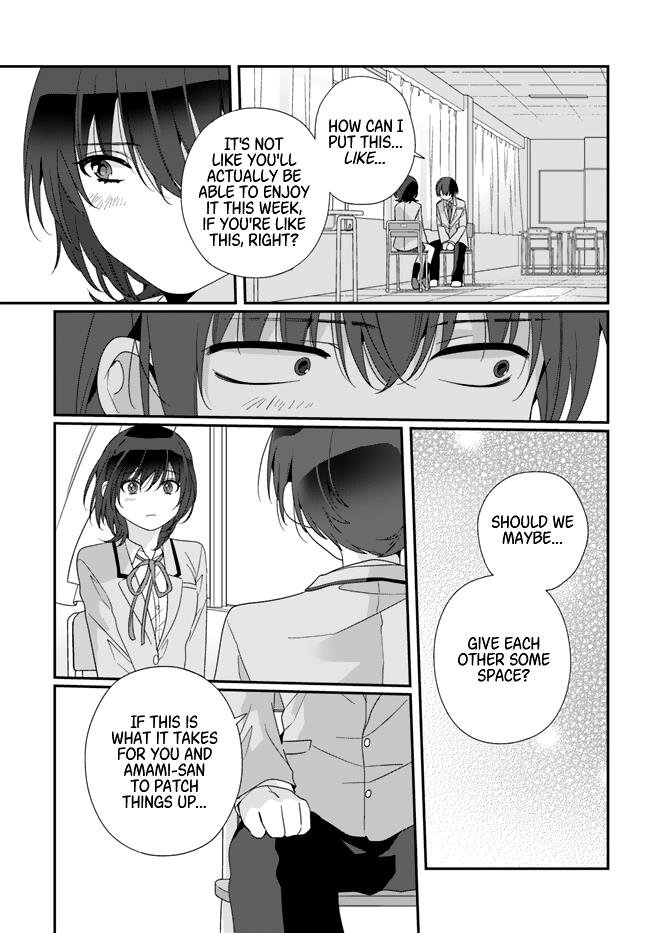 HOW CAN I
PUT THIS...
LIKE...
IT'S NOT
LIKE YOU'LL
ACTUALLY BE
ABLE TO ENJOY
IT THIS WEEK,
IF YOU'RE LIKE
THIS, RIGHT?
SHOULD WE
MAYBE...
GIVE EACH
OTHER SOME
SPACE?
IF THIS IS
WHAT IT TAKES
FOR YOU AND
AMAMI-SAN
TO PATCH
THINGS UP...